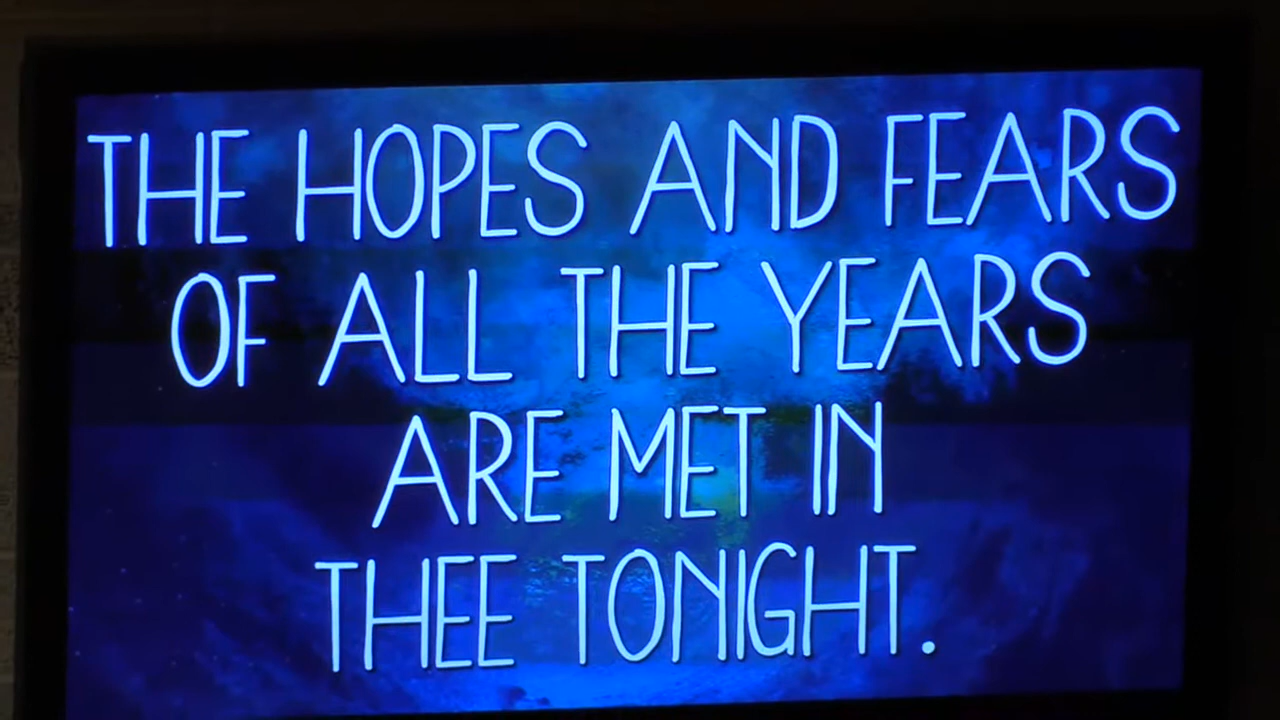 THE HOPES AND FEARS
OF ALL THE YEARS
ARE MET IN
THEE TONIGHT.